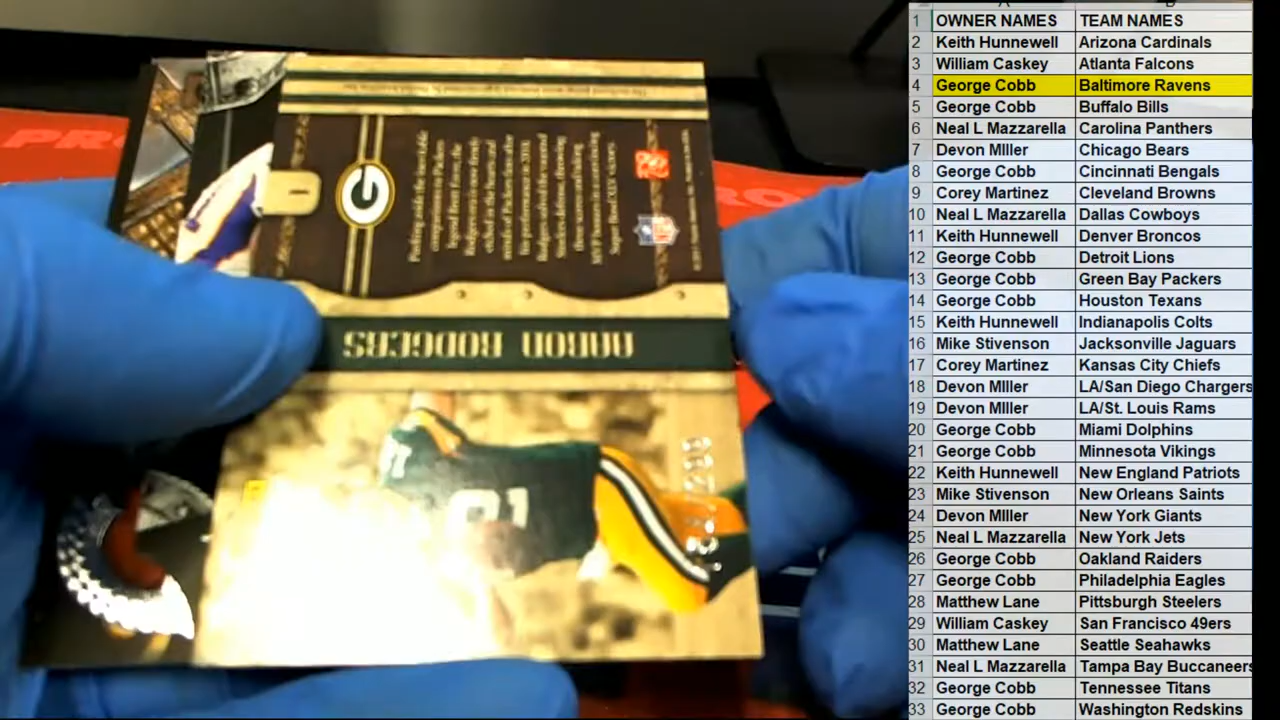 OWNER NAMES TEAM NAMES
1
2 Keith Hunnewell Arizona Cardinals
3 William Caskey Atlanta Falcons
4 George Cobb Baltimore Ravens
5 George Cobb Buffalo Bills
6 Neal L Mazzarella Carolina Panthers
7 Devon MIller Chicago Bears
8 George Cobb Cincinnati Bengals
9 Corey Martinez Cleveland Browns
10 Neal L Mazzarella Dallas Cowboys
11 Keith Hunnewell Denver Broncos
12 George Cobb Detroit Lions
13 George Cobb Green Bay Packers
14 George Cobb Houston Texans
15 Keith Hunnewell Indianapolis Colts
16 Mike Stivenson Jacksonville Jaguars
17 Corey Martinez Kansas City Chiefs
18 Devon MIller LA/San Diego Chargers
19 Devon MIller LA/St. Louis Rams
20 George Cobb Miami Dolphins
21 George Cobb Minnesota Vikings
22 Keith Hunnewell New England Patriots
23 Mike Stivenson New Orleans Saints
24 Devon MIller New York Giants
25 Neal L Mazzarella New York Jets
26 George Cobb Oakland Raiders
27 George Cobb Philadelphia Eagles
28 Matthew Lane Pittsburgh Steelers
29 William Caskey San Francisco 49ers
30 Matthew Lane Seattle Seahawks
31 Neal L Mazzarella Tampa Bay Buccaneers
32 George Cobb Tennessee Titans
33 George Cobb Washington Redskins
AARON RODGERS
G
PRO